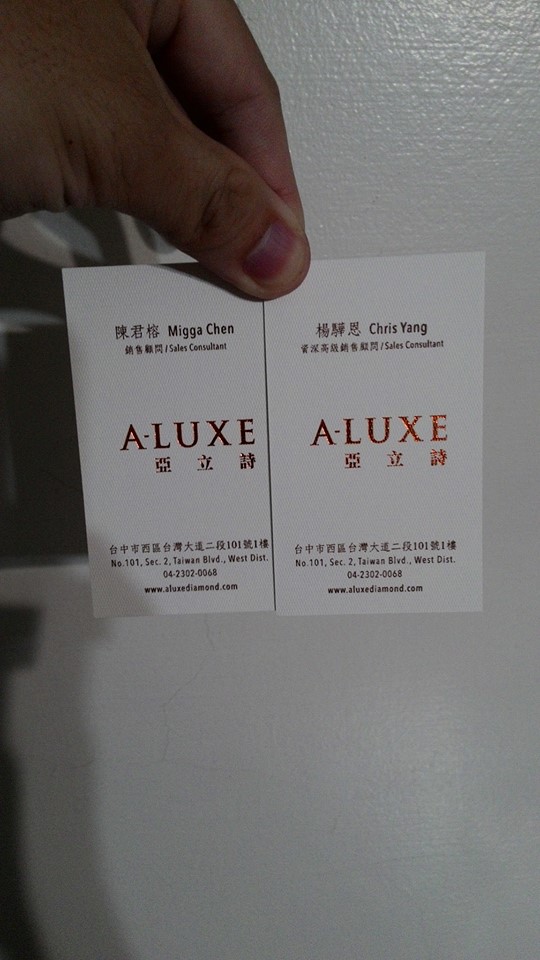 陳君榕 Migga Chen
銷售顧問 / Sales Consultant
A-LUXE
亞立詩
台中市西區台灣大道二段101號1樓
No.101, Sec. 2, Taiwan Blvd., West Dist.
04-2302-0068
www.aluxediamond.com
楊驊恩 Chris Yang
資深高級銷售顧問 / Sales Consultant
A-LUXE
亞立詩
台中市西區台灣大道二段101號1樓
No.101, Sec. 2, Taiwan Blvd., West Dist.
04-2302-0068
www.aluxediamond.com